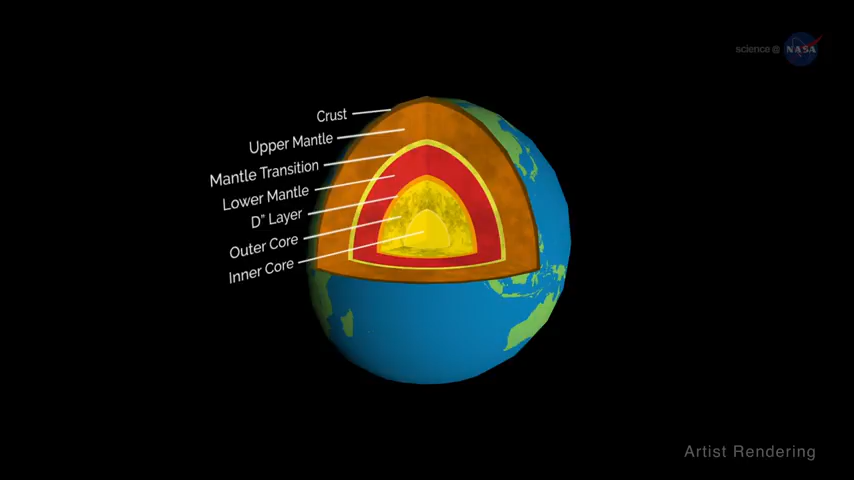 science@ NASA
Crust
Upper Mantle
Mantle Transition
Lower Mantle
D” Layer
Outer Core
Inner Core
Artist Rendering